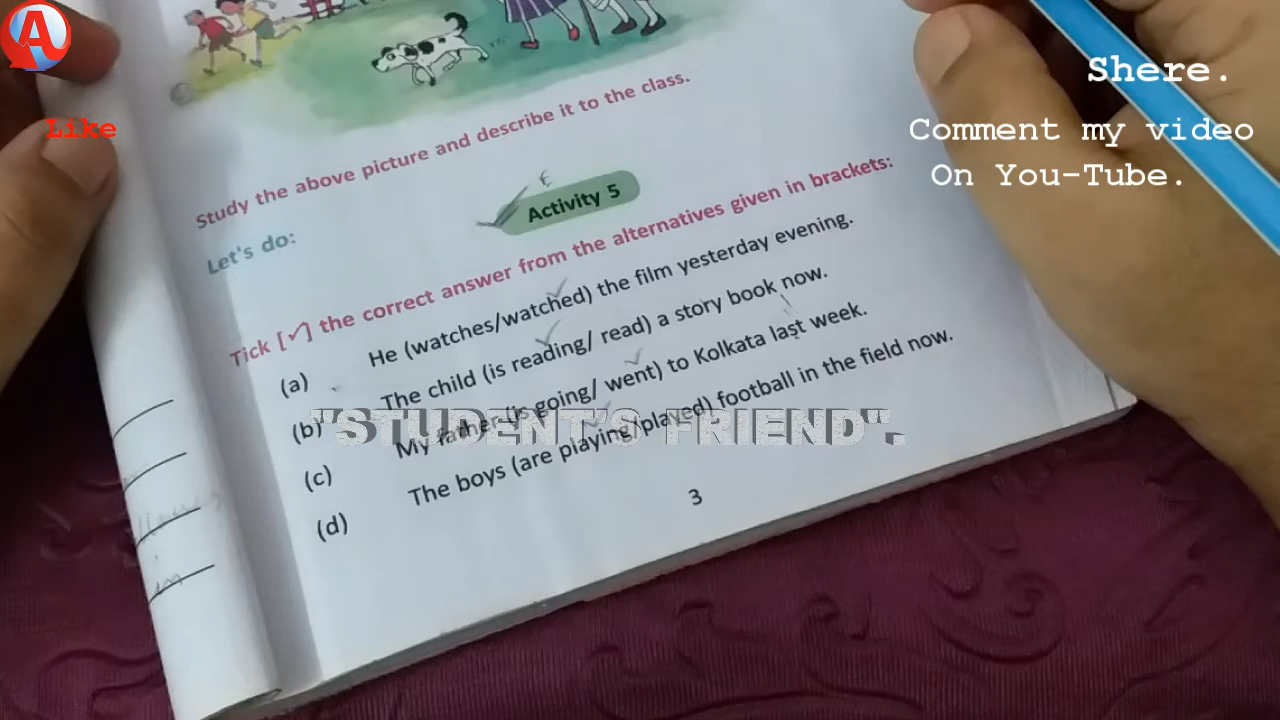 A
Like
Shere.
Comment my video
On You-Tube.
Study the above picture and describe it to the class.
Activity 5
Let's do:
Tick [✓] the correct answer from the alternatives given in brackets:
(a) He (watches/watched) the film yesterday evening.
(b) The child (is reading/ read) a story book now.
(c) My father (is going/ went) to Kolkata last week.
(d) The boys (are playing/played) football in the field now.
"STUDENT'S FRIEND".
3